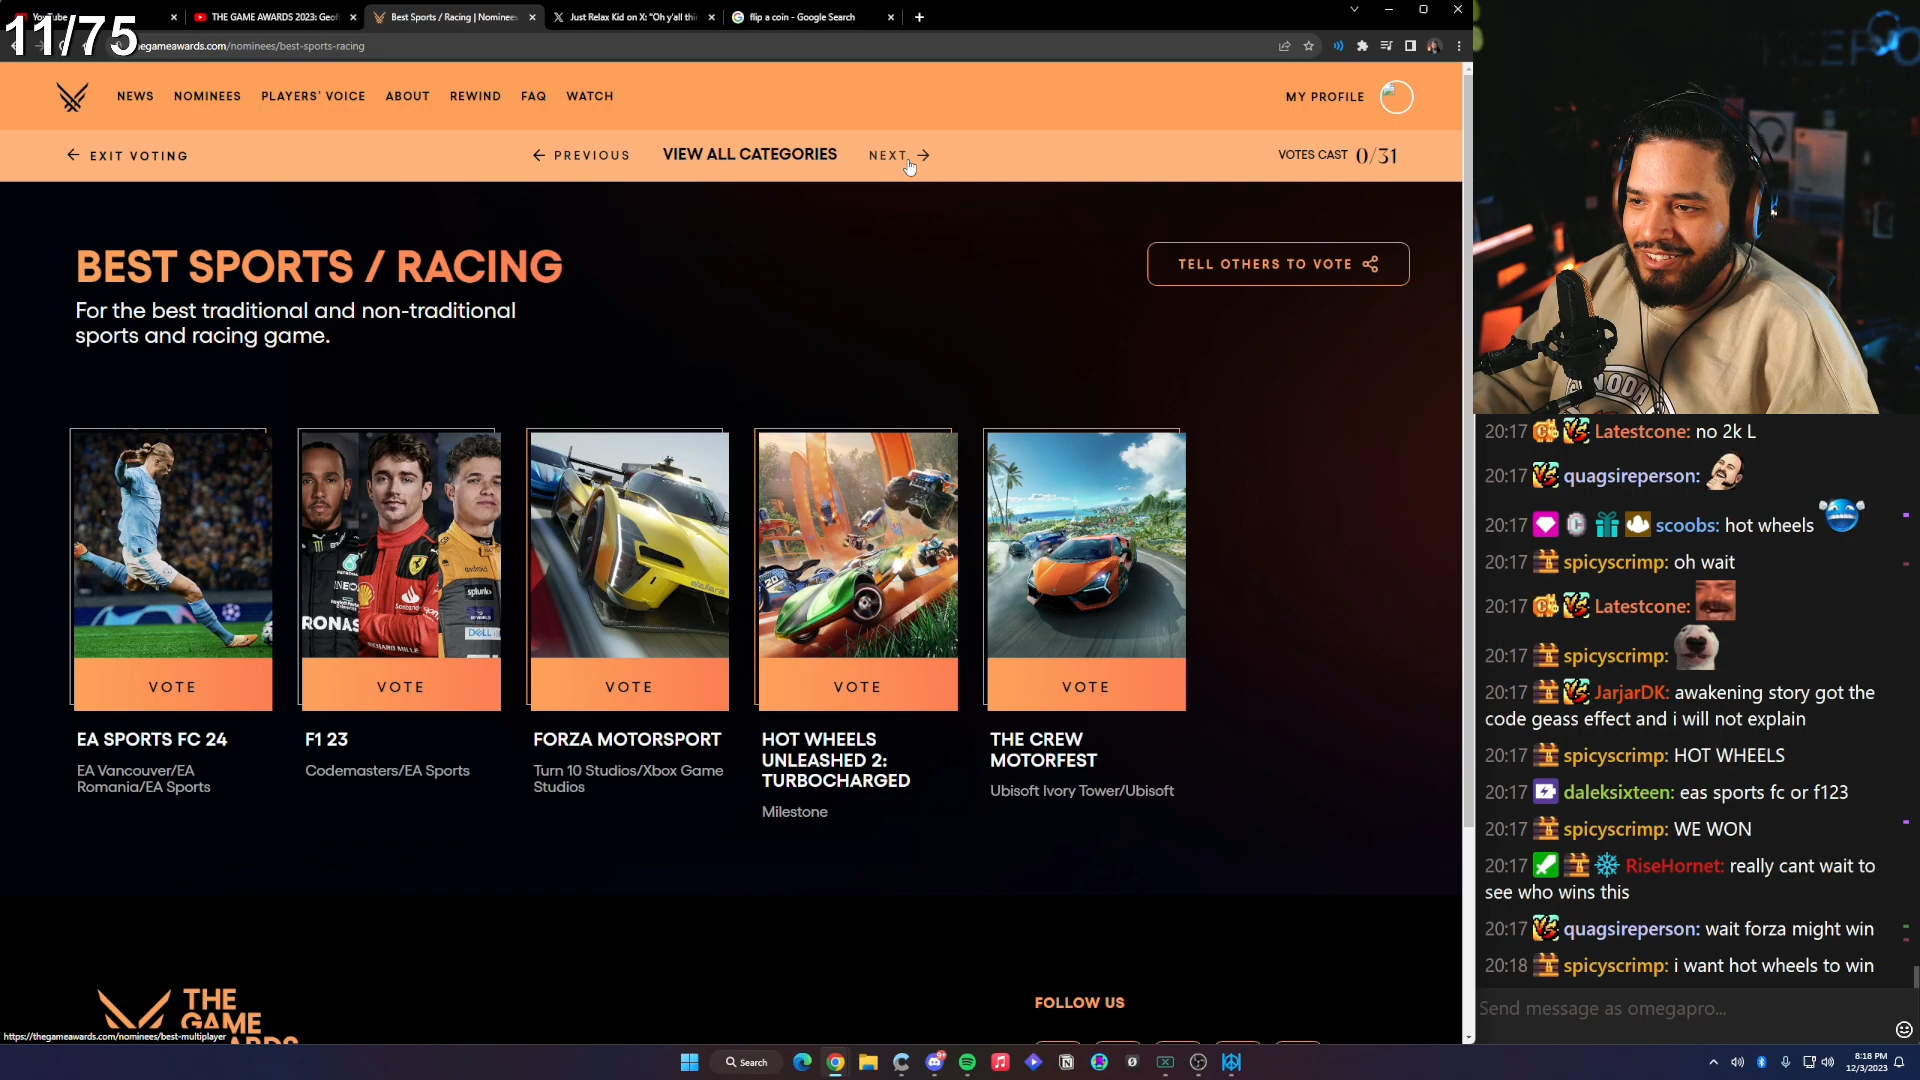 11/75
THE GAME AWARDS 2023: Geof
Best Sports / Racing | Nominees
Just Relax Kid on X: "Oh y'all thi
flip a coin - Google Search
egameawards.com/nominees/best-sports-racing
NEWS NOMINEES PLAYERS' VOICE ABOUT REWIND FAQ WATCH
MY PROFILE
EXIT VOTING
PREVIOUS
VIEW ALL CATEGORIES
NEXT
VOTES CAST 0/31
BEST SPORTS / RACING
For the best traditional and non-traditional
sports and racing game.
TELL OTHERS TO VOTE
VOTE
VOTE
VOTE
VOTE
VOTE
EA SPORTS FC 24
EA Vancouver/EA
Romania/EA Sports
F1 23
Codemasters/EA Sports
FORZA MOTORSPORT
Turn 10 Studios/Xbox Game
Studios
HOT WHEELS
UNLEASHED 2:
TURBOCHARGED
Milestone
THE CREW
MOTORFEST
Ubisoft Ivory Tower/Ubisoft
THE
GAME
FOLLOW US
https://thegameawards.com/nominees/best-multiplayer
20:17 Latestcone: no 2k L
20:17 quagsireperson:
20:17 scoobs: hot wheels
20:17 spicyscrimp: oh wait
20:17 Latestcone:
20:17 spicyscrimp:
20:17 JarjarDK: awakening story got the
code geass effect and i will not explain
20:17 spicyscrimp: HOT WHEELS
20:17 daleksixteen: eas sports fc or f123
20:17 spicyscrimp: WE WON
20:17 RiseHornet: really cant wait to
see who wins this
20:17 quagsireperson: wait forza might win
20:18 spicyscrimp: i want hot wheels to win
Send message as omegapro...
Search
8:18 PM
12/3/2023